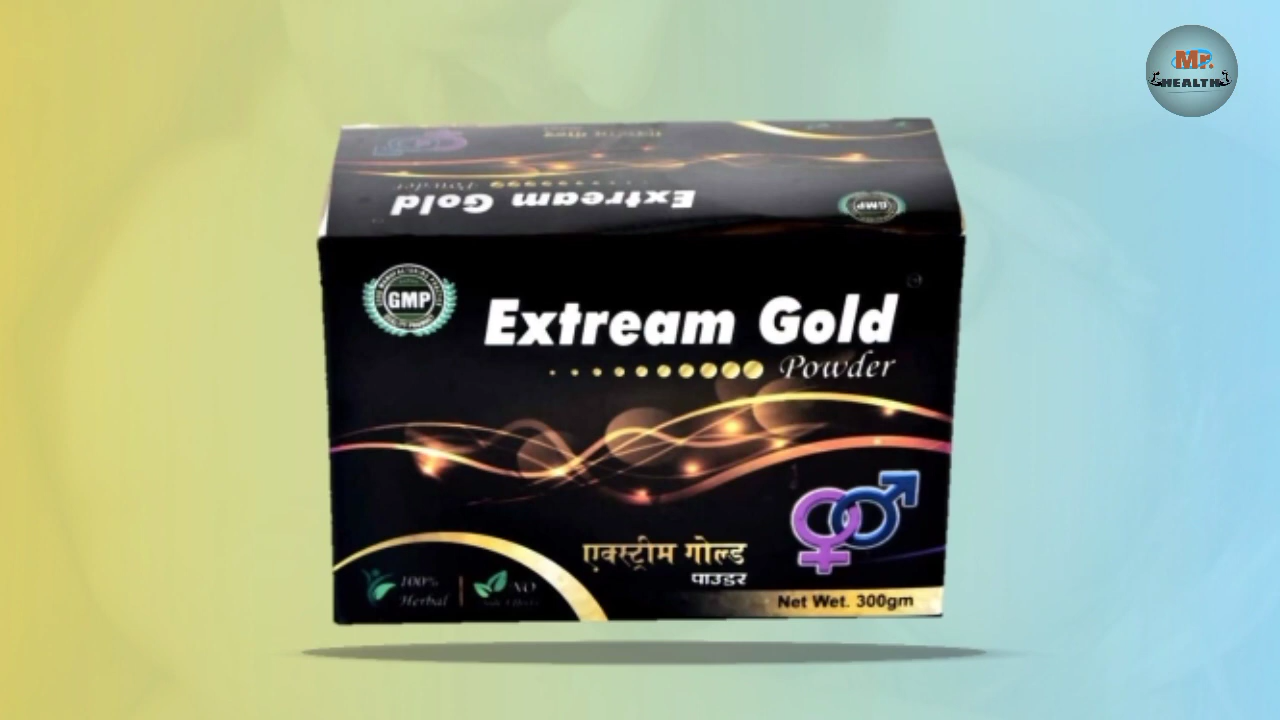 Mr.
HEALTH
Extream Gold
Powder
GMP
GMP
Extream Gold
Powder
एक्स्ट्रीम गोल्ड
पाउडर
100%
Herbal
NO
Net Wet. 300gm